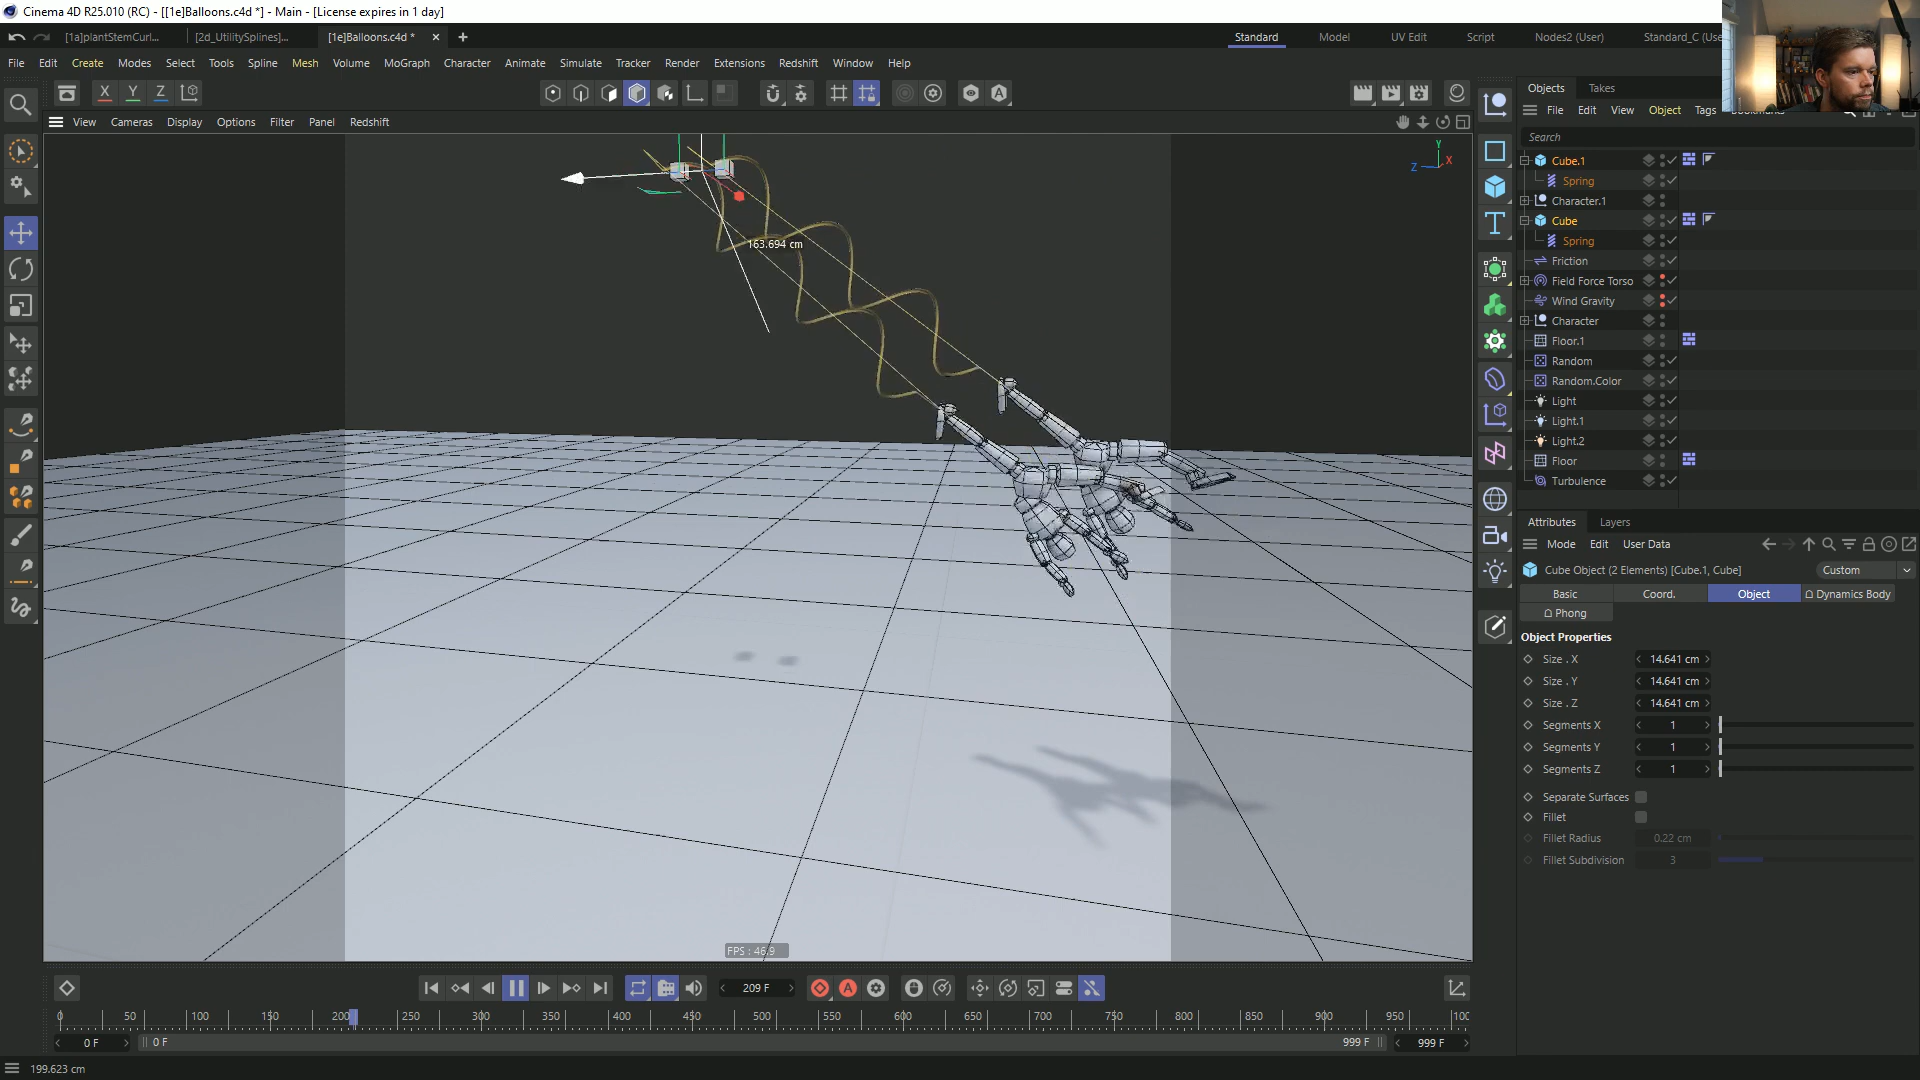 Cinema 4D R25.010 (RC) - [[1e]Balloons.c4d *] - Main - [License expires in 1 day]
[1a]plantStemCurl... [2d_UtilitySplines]... [1e]Balloons.c4d *
Standard Model UV Edit Script Nodes2 (User) Standard_C (Use
File Edit Create Modes Select Tools Spline Mesh Volume MoGraph Character Animate Simulate Tracker Render Extensions Redshift Window Help
X Y Z
View Cameras Display Options Filter Panel Redshift
Y
Z X
163.694 cm
FPS : 46.9
Objects Takes
File Edit View Object Tags
Search
Cube.1
Spring
Character.1
Cube
Spring
Friction
Field Force Torso
Wind Gravity
Character
Floor.1
Random
Random.Color
Light
Light.1
Light.2
Floor
Turbulence
Attributes Layers
Mode Edit User Data
Cube Object (2 Elements) [Cube.1, Cube] Custom
Basic Coord. Object Dynamics Body
Phong
Object Properties
Size . X 14.641 cm
Size . Y 14.641 cm
Size . Z 14.641 cm
Segments X 1
Segments Y 1
Segments Z 1
Separate Surfaces
Fillet
Fillet Radius 0.22 cm
Fillet Subdivision 3
209 F
0 50 100 150 200 250 300 350 400 450 500 550 600 650 700 750 800 850 900 950 100
0 F 0 F 999 F 999 F
199.623 cm